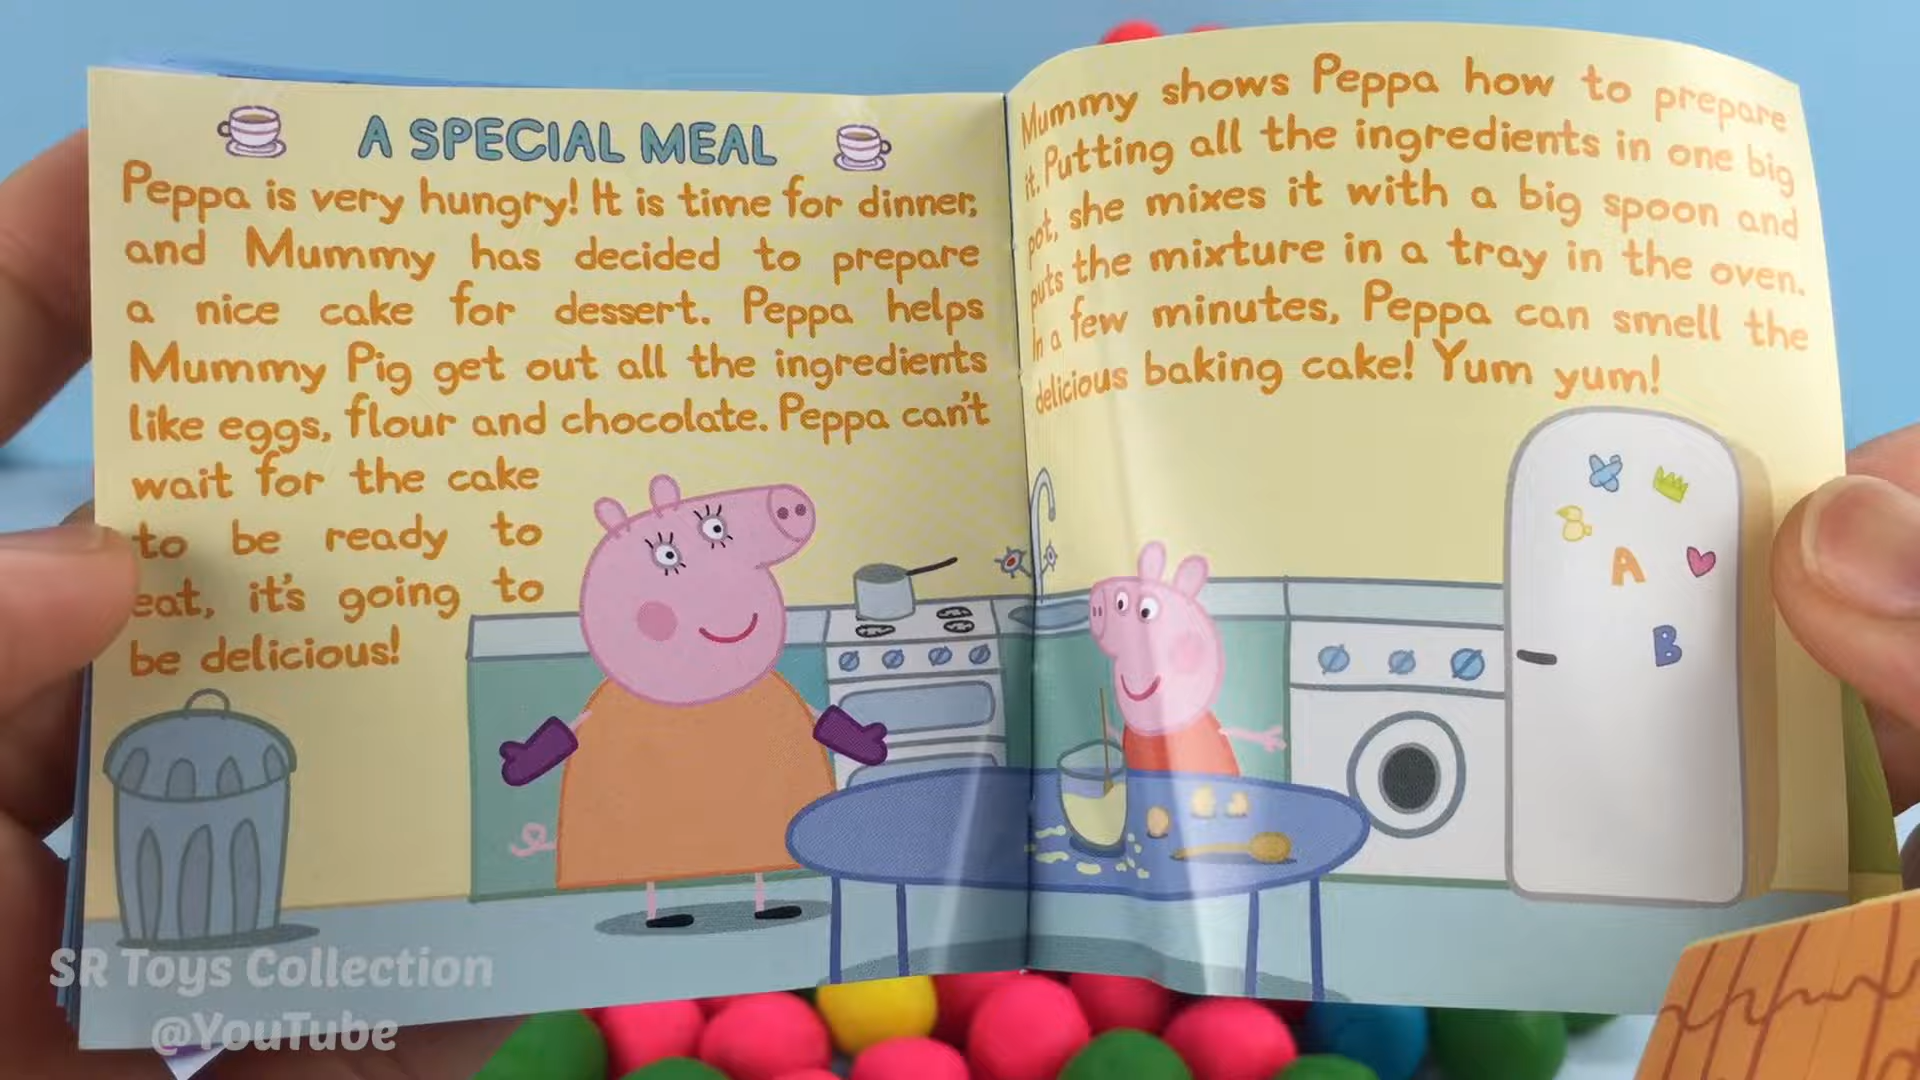 A SPECIAL MEAL
Peppa is very hungry! It is time for dinner,
and Mummy has decided to prepare
a nice cake for dessert. Peppa helps
Mummy Pig get out all the ingredients
like eggs, flour and chocolate. Peppa can't
wait for the cake
to be ready to
eat, it's going to
be delicious!
Mummy shows Peppa how to prepare
it. Putting all the ingredients in one big
pot, she mixes it with a big spoon and
puts the mixture in a tray in the oven.
In a few minutes, Peppa can smell the
delicious baking cake! Yum yum!
A
B
SR Toys Collection
@YouTube